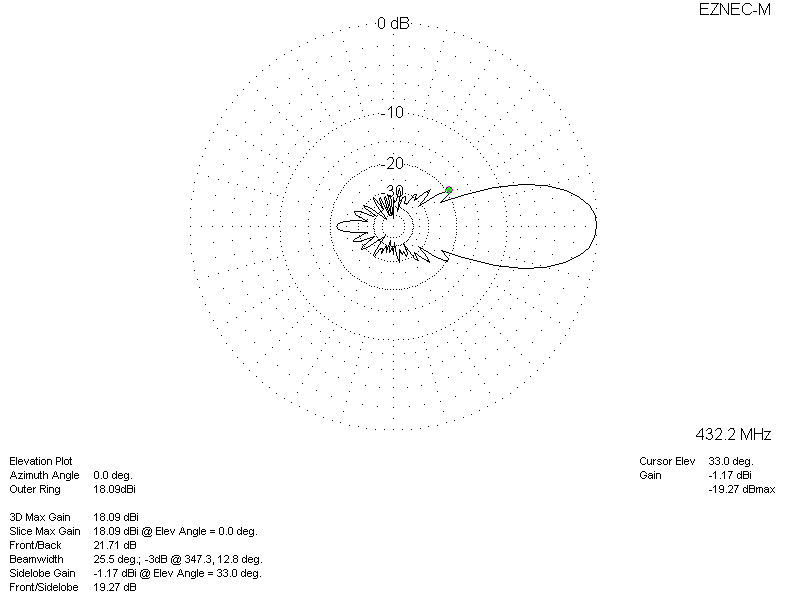 EZNEC-M
0 dB
-10
-20
-30
432.2 MHz
Elevation Plot
Azimuth Angle 0.0 deg.
Outer Ring 18.09dBi
3D Max Gain 18.09 dBi
Slice Max Gain 18.09 dBi @ Elev Angle = 0.0 deg.
Front/Back 21.71 dB
Beamwidth 25.5 deg.; -3dB @ 347.3, 12.8 deg.
Sidelobe Gain -1.17 dBi @ Elev Angle = 33.0 deg.
Front/Sidelobe 19.27 dB
Cursor Elev 33.0 deg.
Gain -1.17 dBi
-19.27 dBmax